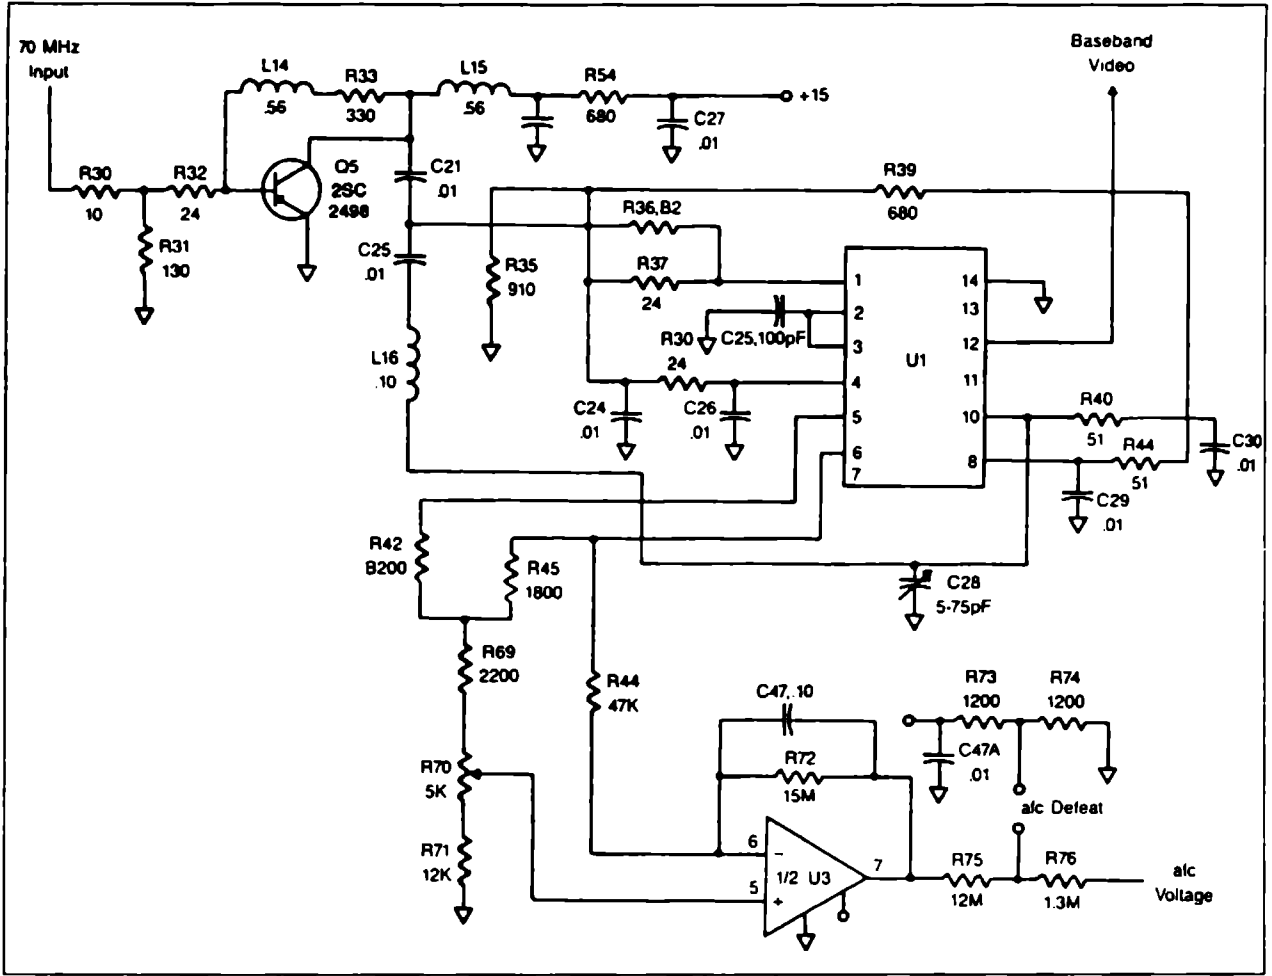 70 MHz
Input
L14
.56
R33
330
L15
.56
R54
680
+15
C27
.01
Baseband
Video
R30
10
R32
24
R31
130
Q5
2SC
2498
C21
.01
C25
.01
L16
.10
R39
680
R36,B2
R35
910
R37
24
C25,100pF
R30
24
C24
.01
C26
.01
1
2
3
4
5
6
7
U1
14
13
12
11
10
8
R40
51
R44
51
C30
.01
C29
.01
R42
B200
R45
1800
C28
5-75pF
R69
2200
R44
47K
R70
5K
R71
12K
C47,.10
R72
15M
6
−
1/2 U3
5
+
7
R73
1200
R74
1200
C47A
.01
afc Defeat
R75
12M
R76
1.3M
afc
Voltage